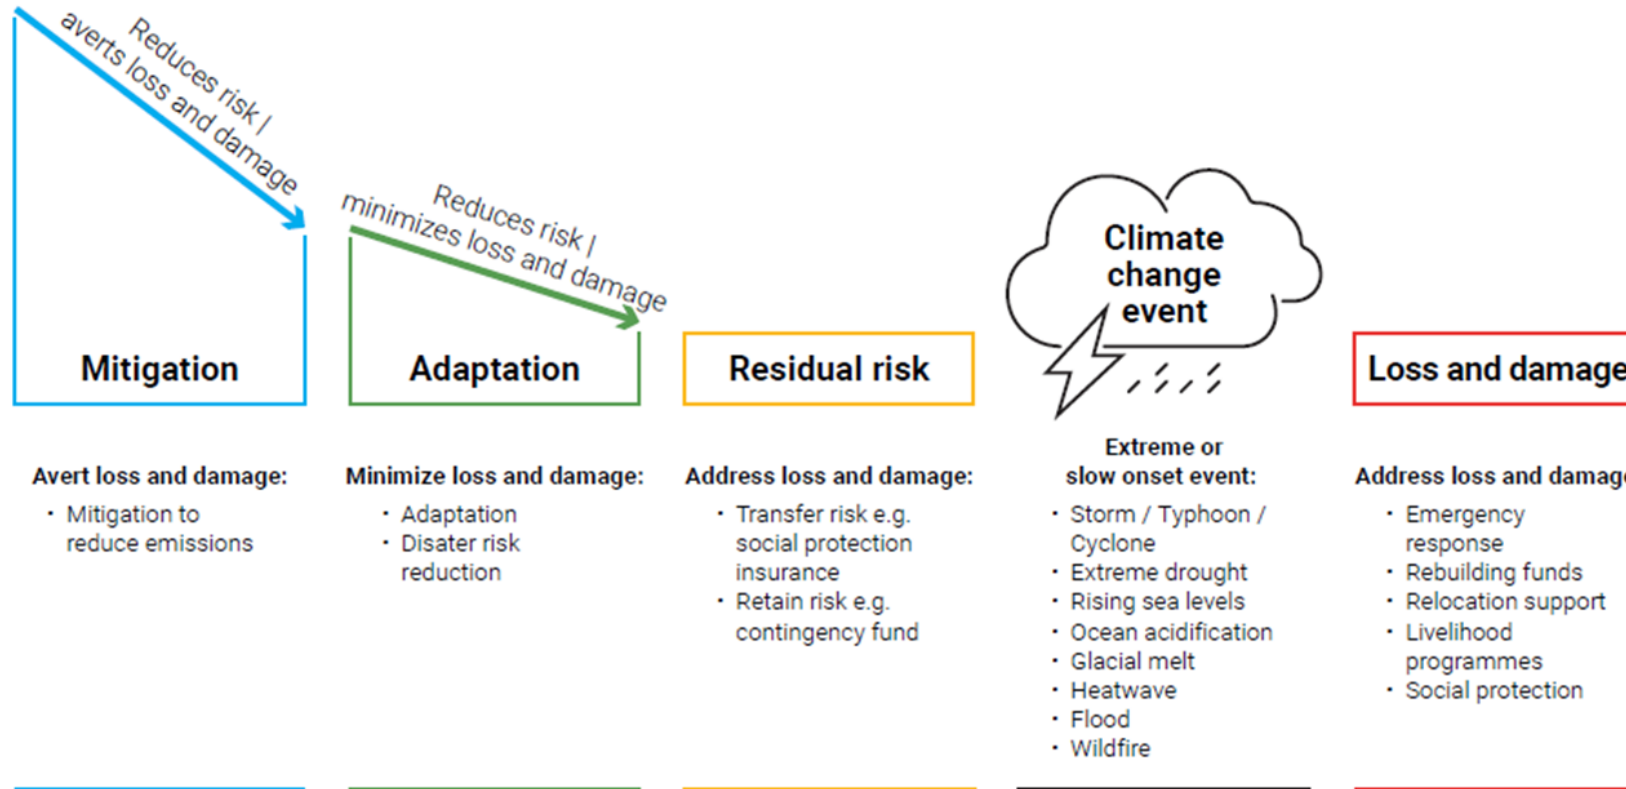 Reduces risk |
averts loss and damage
Reduces risk |
minimizes loss and damage
Mitigation
Adaptation
Residual risk
Climate
change
event
Loss and damage
Avert loss and damage:
· Mitigation to
reduce emissions
Minimize loss and damage:
· Adaptation
· Disater risk
reduction
Address loss and damage:
· Transfer risk e.g.
social protection
insurance
· Retain risk e.g.
contingency fund
Extreme or
slow onset event:
· Storm / Typhoon /
Cyclone
· Extreme drought
· Rising sea levels
· Ocean acidification
· Glacial melt
· Heatwave
· Flood
· Wildfire
Address loss and damage
· Emergency
response
· Rebuilding funds
· Relocation support
· Livelihood
programmes
· Social protection